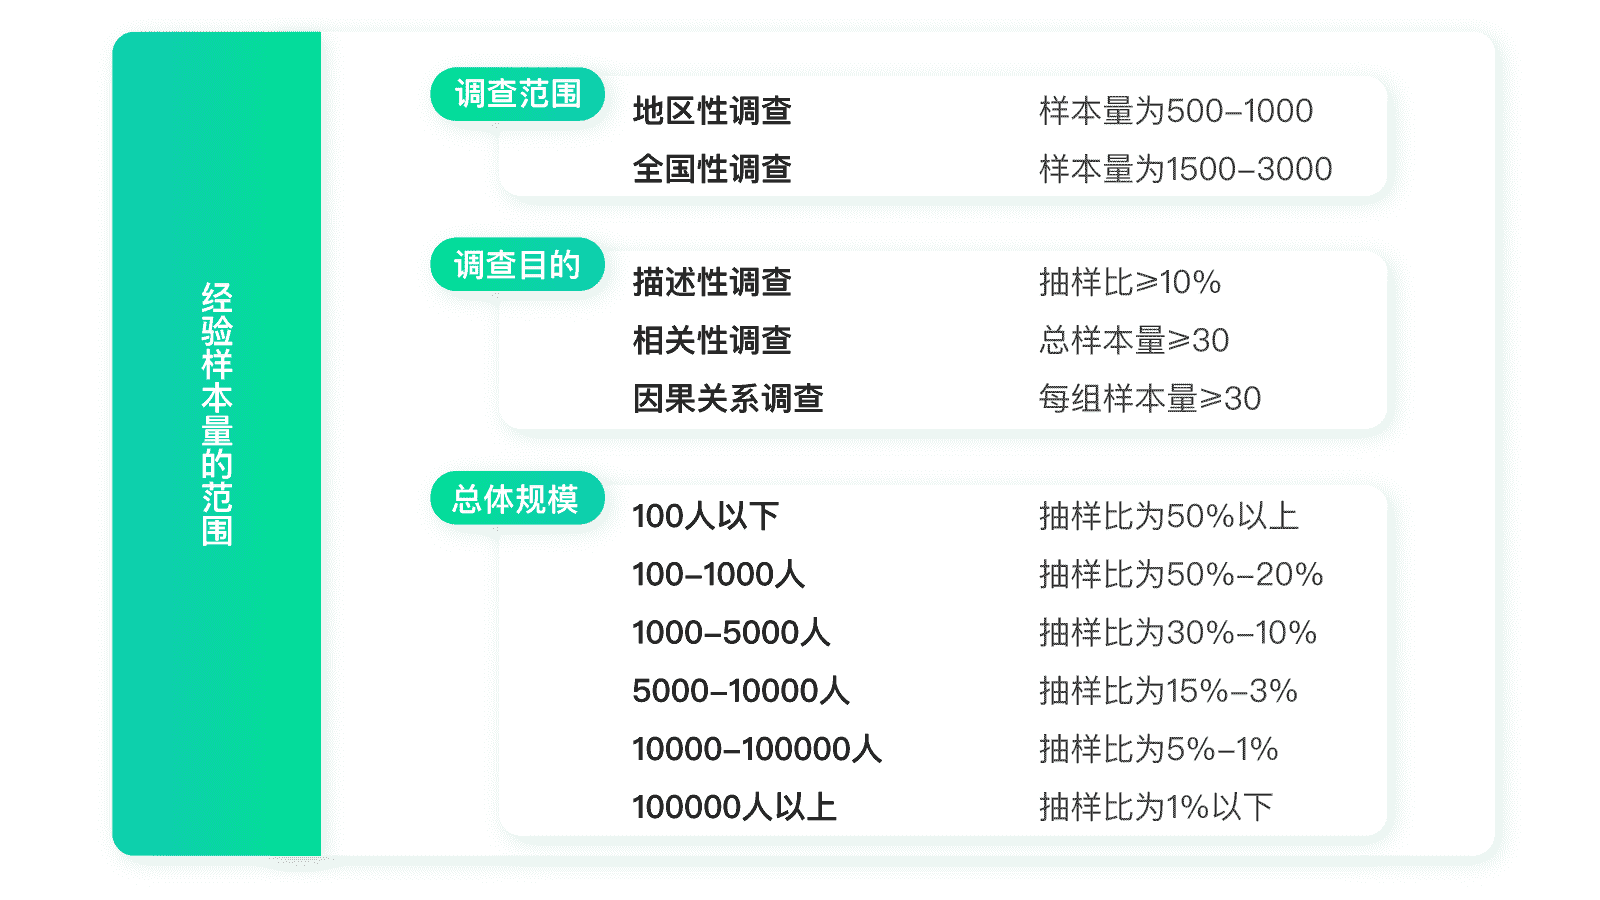 经验样本量的范围
调查范围
地区性调查 样本量为500-1000
全国性调查 样本量为1500-3000
调查目的
描述性调查 抽样比≥10%
相关性调查 总样本量≥30
因果关系调查 每组样本量≥30
总体规模
100人以下 抽样比为50%以上
100-1000人 抽样比为50%-20%
1000-5000人 抽样比为30%-10%
5000-10000人 抽样比为15%-3%
10000-100000人 抽样比为5%-1%
100000人以上 抽样比为1%以下